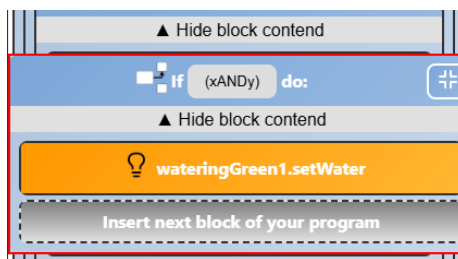 ▲ Hide block contend
If (xANDy) do:
▲ Hide block contend
wateringGreen1.setWater
Insert next block of your program